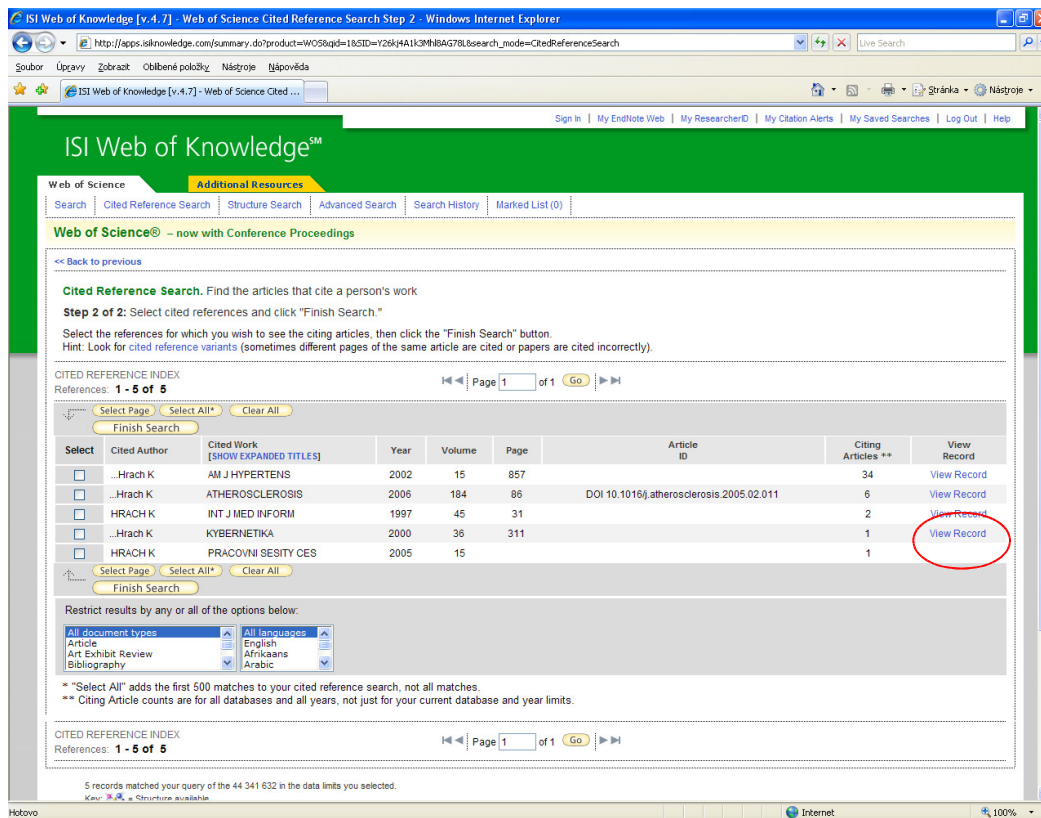 ISI Web of Knowledge [v.4.7] - Web of Science Cited Reference Search Step 2 - Windows Internet Explorer
http://apps.isiknowledge.com/summary.do?product=WOS&qid=1&SID=Y26kj4A1k3Mhl8AG78L&search_mode=CitedReferenceSearch Live Search
Soubor Úpravy Zobrazit Oblíbené položky Nástroje Nápověda
ISI Web of Knowledge [v.4.7] - Web of Science Cited ... Stránka Nástroje
Sign In | My EndNote Web | My ResearcherID | My Citation Alerts | My Saved Searches | Log Out | Help
ISI Web of Knowledge℠
Web of Science Additional Resources
Search Cited Reference Search Structure Search Advanced Search Search History Marked List (0)
Web of Science® – now with Conference Proceedings
<< Back to previous
Cited Reference Search. Find the articles that cite a person's work
Step 2 of 2: Select cited references and click "Finish Search."
Select the references for which you wish to see the citing articles, then click the "Finish Search" button.
Hint: Look for cited reference variants (sometimes different pages of the same article are cited or papers are cited incorrectly).
CITED REFERENCE INDEX
References: 1 - 5 of 5 Page 1 of 1 Go
Select Page Select All* Clear All
Finish Search
Select Cited Author Cited Work [SHOW EXPANDED TITLES] Year Volume Page Article ID Citing Articles ** View Record
...Hrach K AM J HYPERTENS 2002 15 857 34 View Record
...Hrach K ATHEROSCLEROSIS 2006 184 86 DOI 10.1016/j.atherosclerosis.2005.02.011 6 View Record
HRACH K INT J MED INFORM 1997 45 31 2 View Record
...Hrach K KYBERNETIKA 2000 36 311 1 View Record
HRACH K PRACOVNI SESITY CES 2005 15 1
Select Page Select All* Clear All
Finish Search
Restrict results by any or all of the options below:
All document types All languages
Article English
Art Exhibit Review Afrikaans
Bibliography Arabic
* "Select All" adds the first 500 matches to your cited reference search, not all matches.
** Citing Article counts are for all databases and all years, not just for your current database and year limits.
CITED REFERENCE INDEX
References: 1 - 5 of 5 Page 1 of 1 Go
5 records matched your query of the 44 341 632 in the data limits you selected.
Key: = Structure available
Hotovo Internet 100%